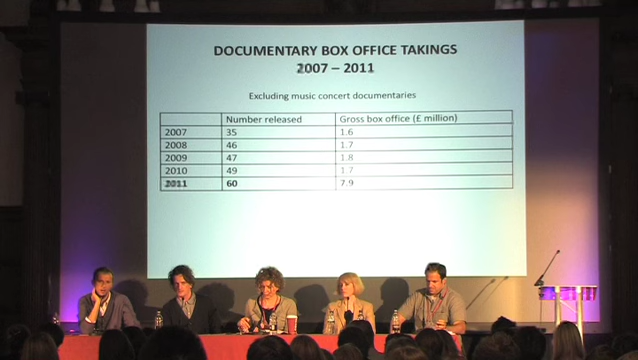 DOCUMENTARY BOX OFFICE TAKINGS
2007 – 2011
Excluding music concert documentaries
Number released Gross box office (£ million)
2007 35 1.6
2008 46 1.7
2009 47 1.8
2010 49 1.7
2011 60 7.9